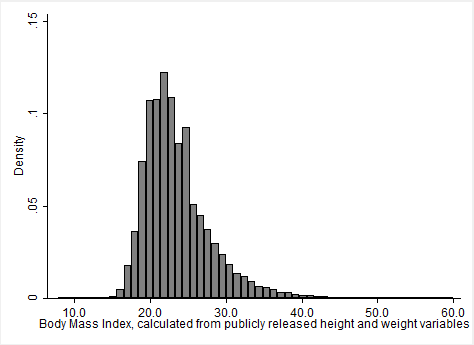 .15
.1
.05
0
Density
10.0 20.0 30.0 40.0 50.0 60.0
Body Mass Index, calculated from publicly released height and weight variables